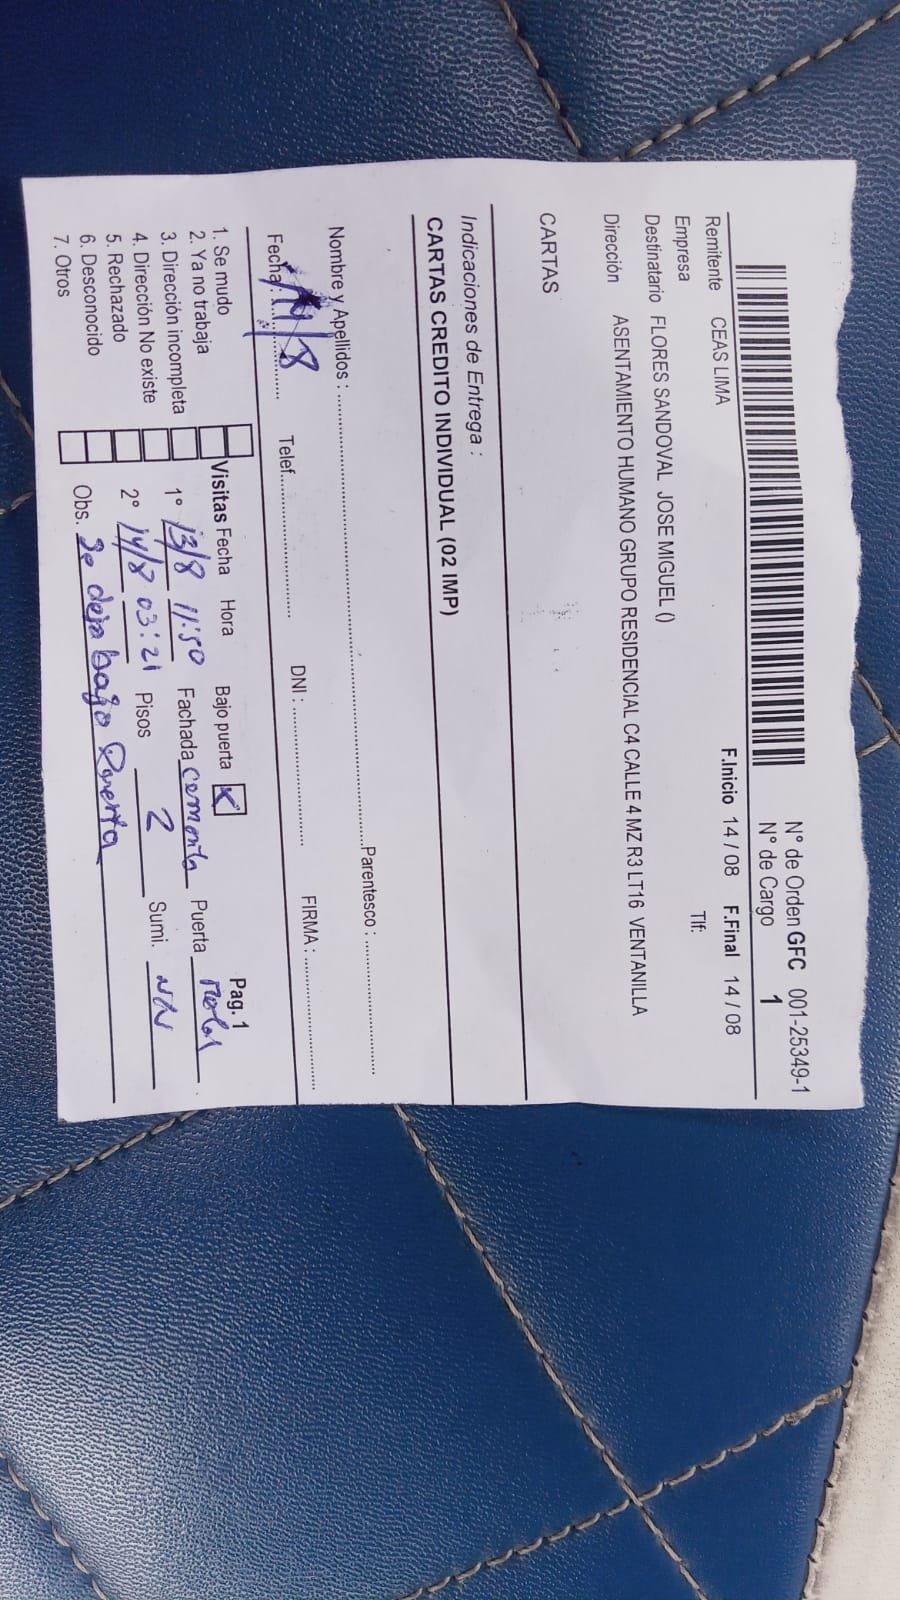 N° de Orden GFC 001-25349-1
N° de Cargo 1
Remitente CEAS LIMA F.Inicio 14 / 08 F.Final 14 / 08
Empresa Tlf:
Destinatario FLORES SANDOVAL JOSE MIGUEL ()
Dirección ASENTAMIENTO HUMANO GRUPO RESIDENCIAL C4 CALLE 4 MZ R3 LT16 VENTANILLA
CARTAS
Indicaciones de Entrega :
CARTAS CREDITO INDIVIDUAL (02 IMP)
Nombre y Apellidos : Parentesco :
Fecha : 14/8 Telef. DNI : FIRMA :
Pag. 1
1. Se mudo
2. Ya no trabaja
3. Dirección incompleta
4. Dirección No existe
5. Rechazado
6. Desconocido
7. Otros
Visitas Fecha Hora Bajo puerta
1° 13/8 11:50 Fachada cemento Puerta
2° 14/8 03:21 Pisos 2 Sumi.
Obs. Se deja bajo Puerta